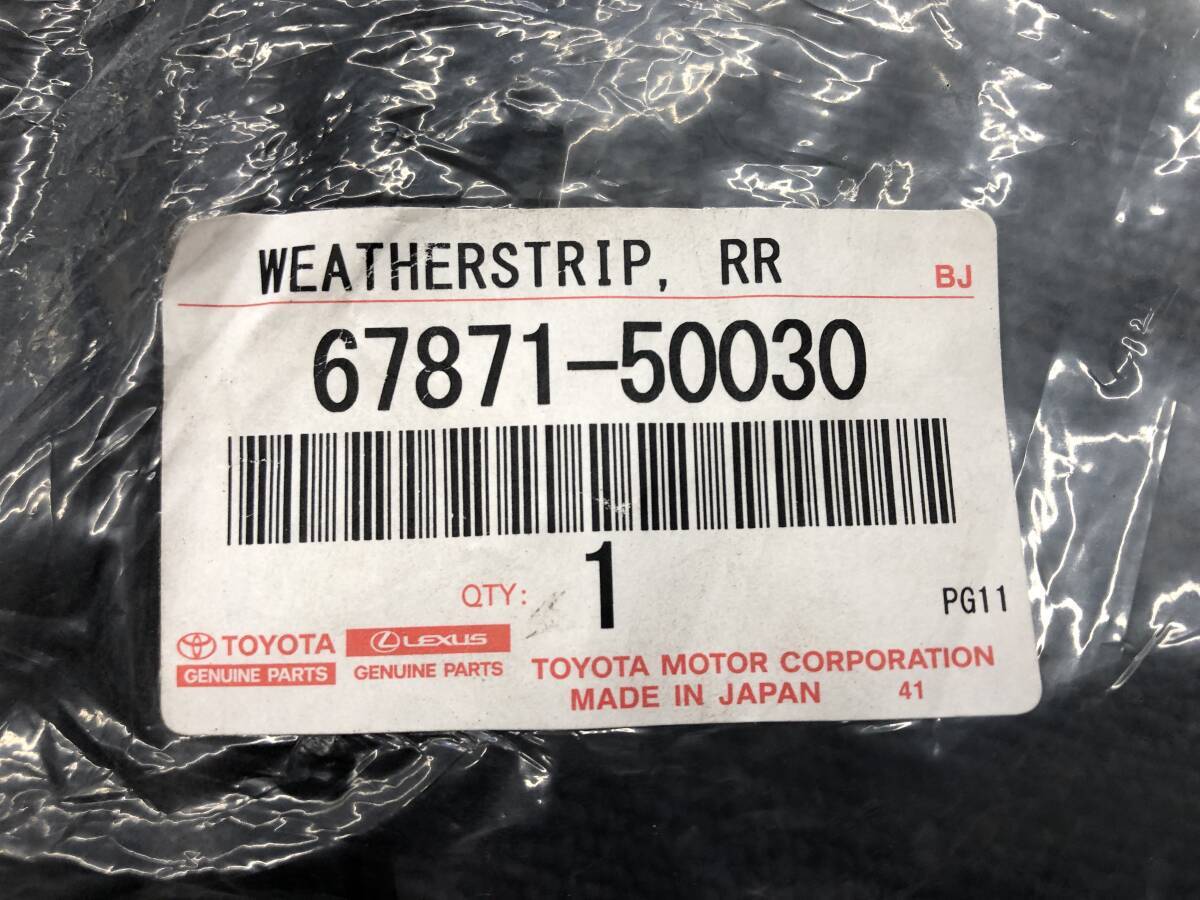 WEATHERSTRIP, RR
BJ
67871-50030
QTY: 1
PG11
TOYOTA
GENUINE PARTS
LEXUS
GENUINE PARTS
TOYOTA MOTOR CORPORATION
MADE IN JAPAN 41